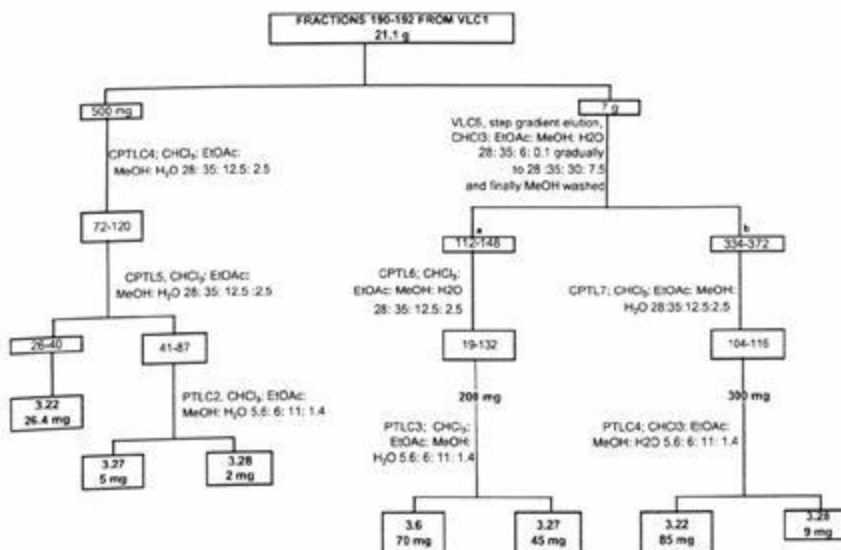 FRACTIONS 190-192 FROM VLC1
21.1 g
500 mg
CPTLC4; CHCl₃; EtOAc:
MeOH: H₂O 28: 35: 12.5: 2.5
72-120
CPTL5, CHCl₃; EtOAc:
MeOH: H₂O 28: 35: 12.5 :2.5
26-40
41-87
3.22
26.4 mg
PTLC2, CHCl₃; EtOAc:
MeOH: H₂O 5.6: 6: 11: 1.4
3.27
5 mg
3.28
2 mg
7 g
VLC5, step gradient elution,
CHCl3: EtOAc: MeOH: H2O
28: 35: 6: 0.1 gradually
to 28 :35: 30: 7.5
and finally MeOH washed
a
112-148
CPTL6; CHCl₃:
EtOAc: MeOH: H2O
28: 35: 12.5: 2.5
19-132
200 mg
PTLC3; CHCl₃:
EtOAc: MeOH:
H₂O 5.6: 6: 11: 1.4
3.6
70 mg
3.27
45 mg
b
334-372
CPTL7; CHCl₃; EtOAc: MeOH:
H₂O 28:35:12.5:2.5
104-116
300 mg
PTLC4; CHCl3: EtOAc:
MeOH: H2O 5.6: 6: 11: 1.4
3.22
85 mg
3.28
9 mg